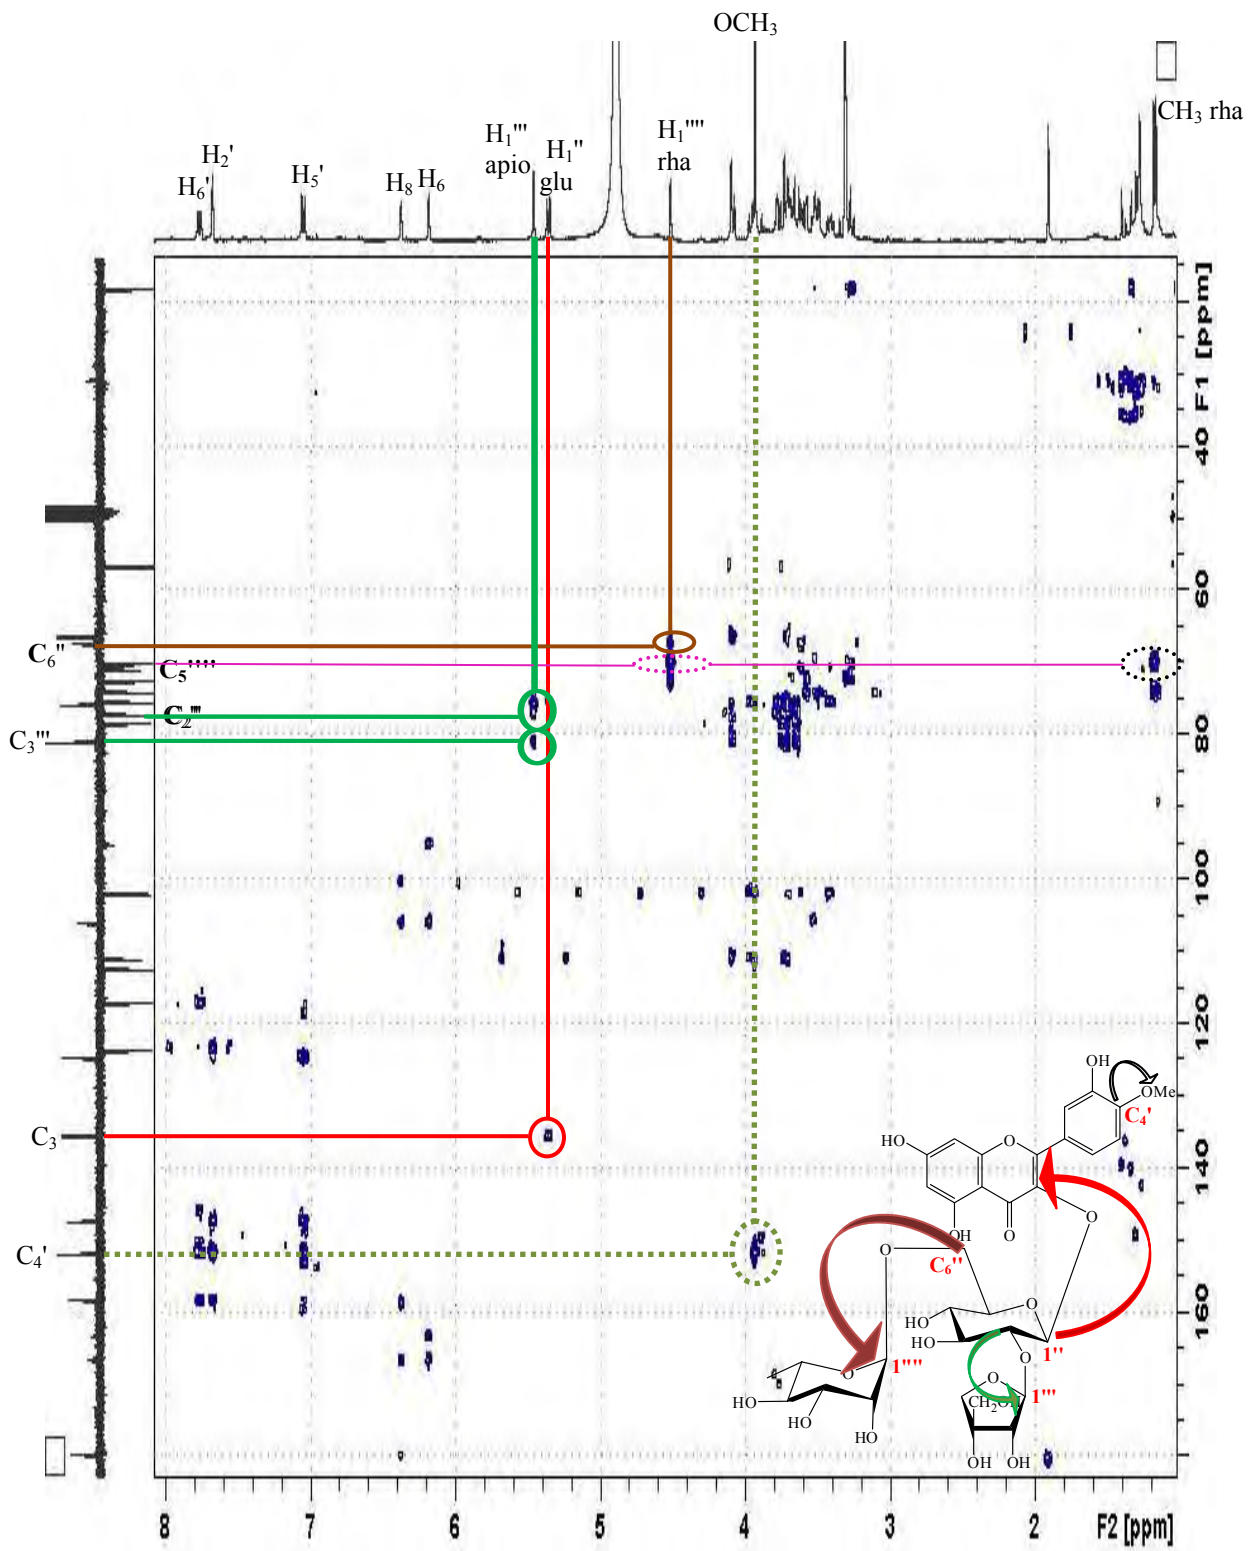 OCH₃
CH₃ rha
H₆'
H₂'
H₅'
H₈
H₆
H₁'''
apio
H₁''
glu
H₁''''
rha
C₆''
C₅''''
C₂''
C₃'''
C₃
C₄'
40
60
80
100
120
140
160
F1 [ppm]
8
7
6
5
4
3
2
F2 [ppm]
OH
OMe
C₄'
HO
O
OH
O
O
O
C₆''
HO
HO
O
O
1''
1''''
O
HO
HO
HO
O
CH₂OH
1'''
OH
OH